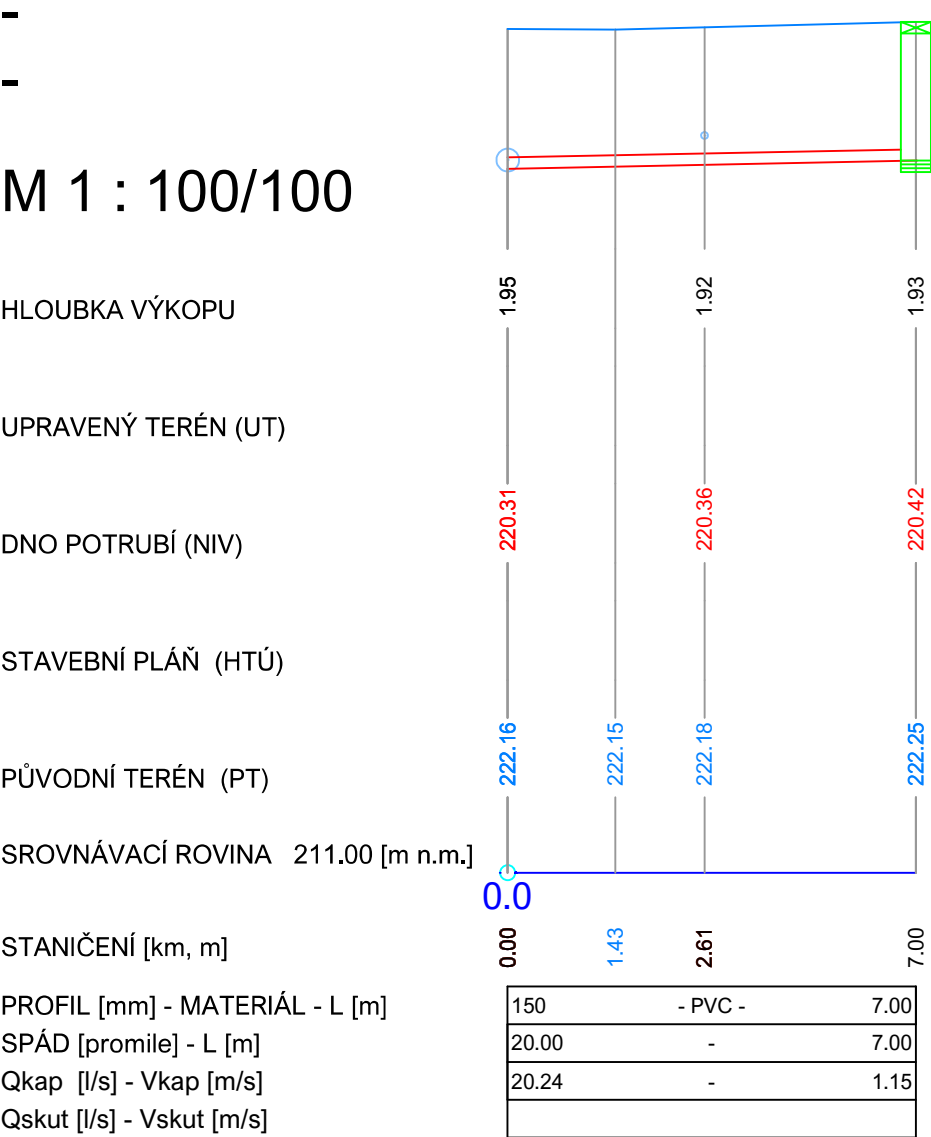 -
-
M 1 : 100/100
HLOUBKA VÝKOPU 1.95 1.92 1.93
UPRAVENÝ TERÉN (UT)
DNO POTRUBÍ (NIV) 220.31 220.36 220.42
STAVEBNÍ PLÁŇ (HTÚ)
PŮVODNÍ TERÉN (PT) 222.16 222.15 222.18 222.25
SROVNÁVACÍ ROVINA 211.00 [m n.m.]
0.0
STANIČENÍ [km, m] 0.00 1.43 2.61 7.00
PROFIL [mm] - MATERIÁL - L [m] 150 - PVC - 7.00
SPÁD [promile] - L [m] 20.00 - 7.00
Qkap [l/s] - Vkap [m/s] 20.24 - 1.15
Qskut [l/s] - Vskut [m/s]